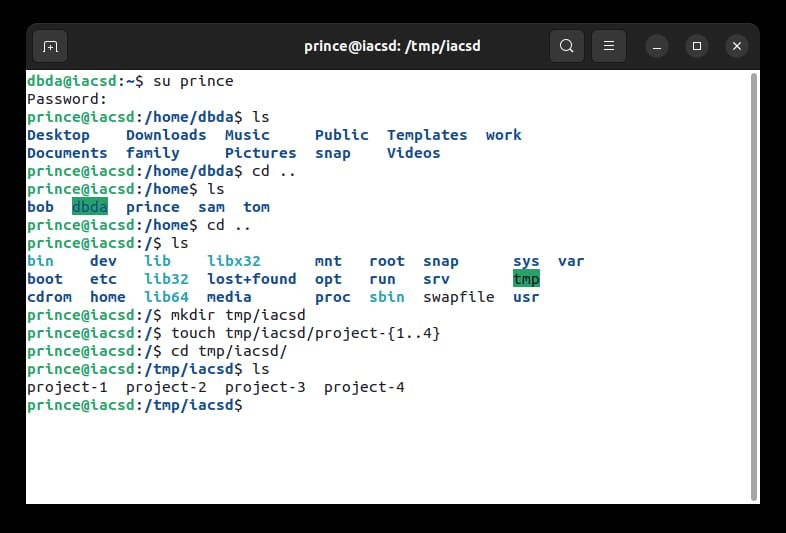 prince@iacsd: /tmp/iacsd
dbda@iacsd:~$ su prince
Password:
prince@iacsd:/home/dbda$ ls
Desktop    Downloads  Music     Public  Templates  work
Documents  family     Pictures  snap    Videos
prince@iacsd:/home/dbda$ cd ..
prince@iacsd:/home$ ls
bob  dbda  prince  sam  tom
prince@iacsd:/home$ cd ..
prince@iacsd:/$ ls
bin    dev   lib    libx32      mnt   root  snap      sys  var
boot   etc   lib32  lost+found  opt   run   srv       tmp
cdrom  home  lib64  media       proc  sbin  swapfile  usr
prince@iacsd:/$ mkdir tmp/iacsd
prince@iacsd:/$ touch tmp/iacsd/project-{1..4}
prince@iacsd:/$ cd tmp/iacsd/
prince@iacsd:/tmp/iacsd$ ls
project-1  project-2  project-3  project-4
prince@iacsd:/tmp/iacsd$